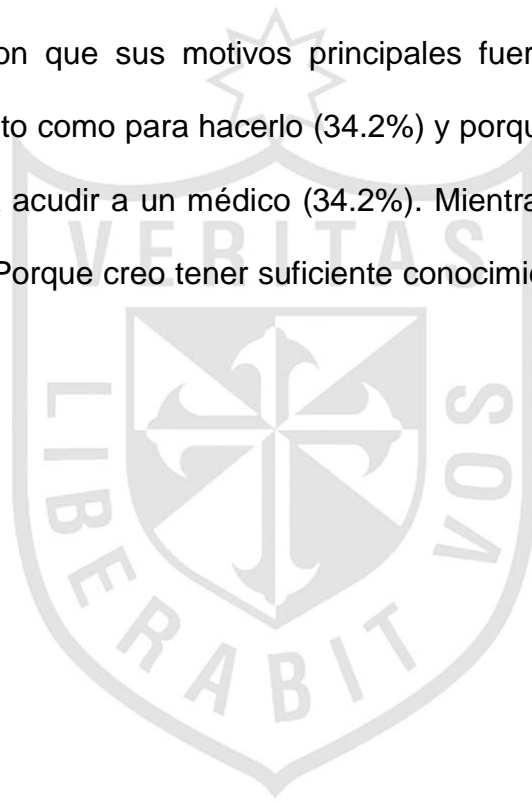 on que sus motivos principales fuer
to como para hacerlo (34.2%) y porqu
acudir a un médico (34.2%). Mientra
Porque creo tener suficiente conocimie
VERITAS
LIBERABIT
VOS